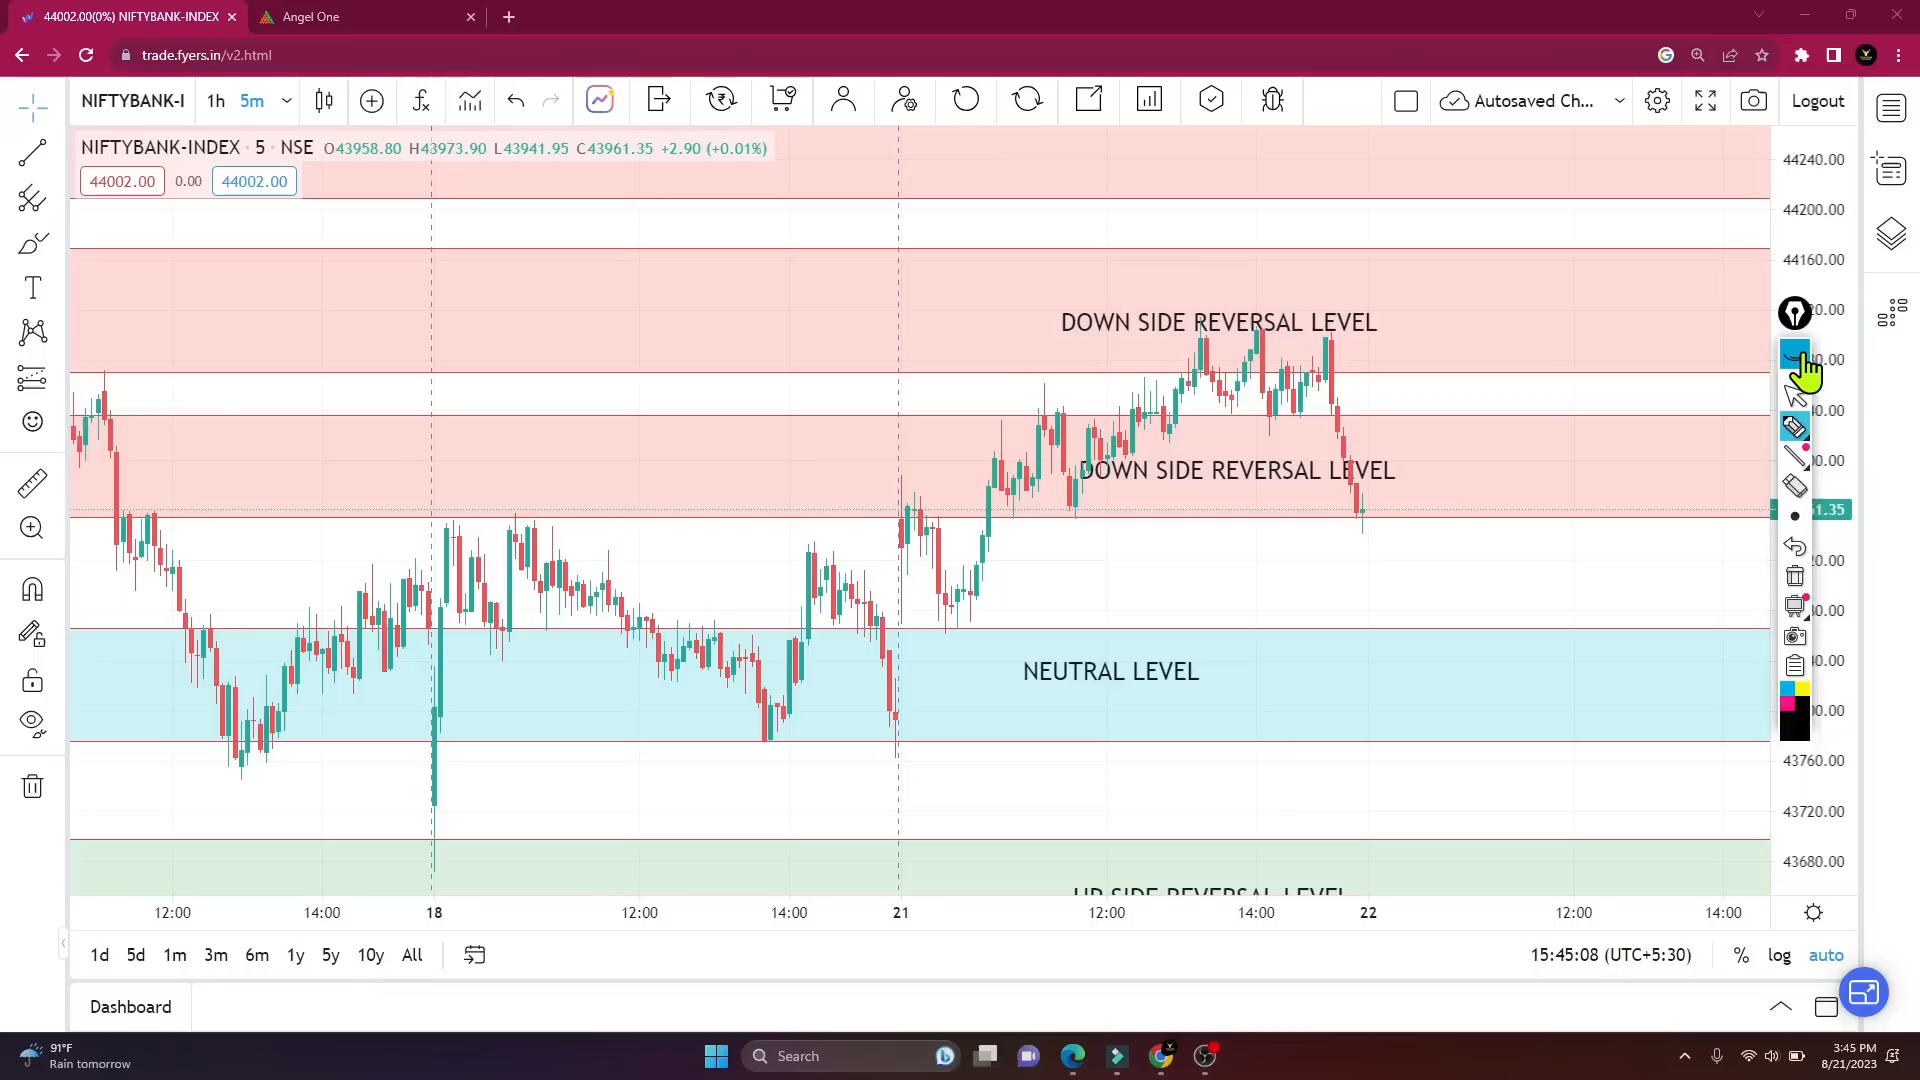 44002.00(0%) NIFTYBANK-INDEX
Angel One
trade.fyers.in/v2.html
NIFTYBANK-I 1h 5m Autosaved Ch... Logout
NIFTYBANK-INDEX · 5 · NSE O43958.80 H43973.90 L43941.95 C43961.35 +2.90 (+0.01%)
44002.00 0.00 44002.00
44240.00
44200.00
44160.00
DOWN SIDE REVERSAL LEVEL
DOWN SIDE REVERSAL LEVEL
NEUTRAL LEVEL
43760.00
43720.00
43680.00
12:00 14:00 18 12:00 14:00 21 12:00 14:00 22 12:00 14:00
1d 5d 1m 3m 6m 1y 5y 10y All 15:45:08 (UTC+5:30) % log auto
Dashboard
91°F
Rain tomorrow
Search
3:45 PM
8/21/2023